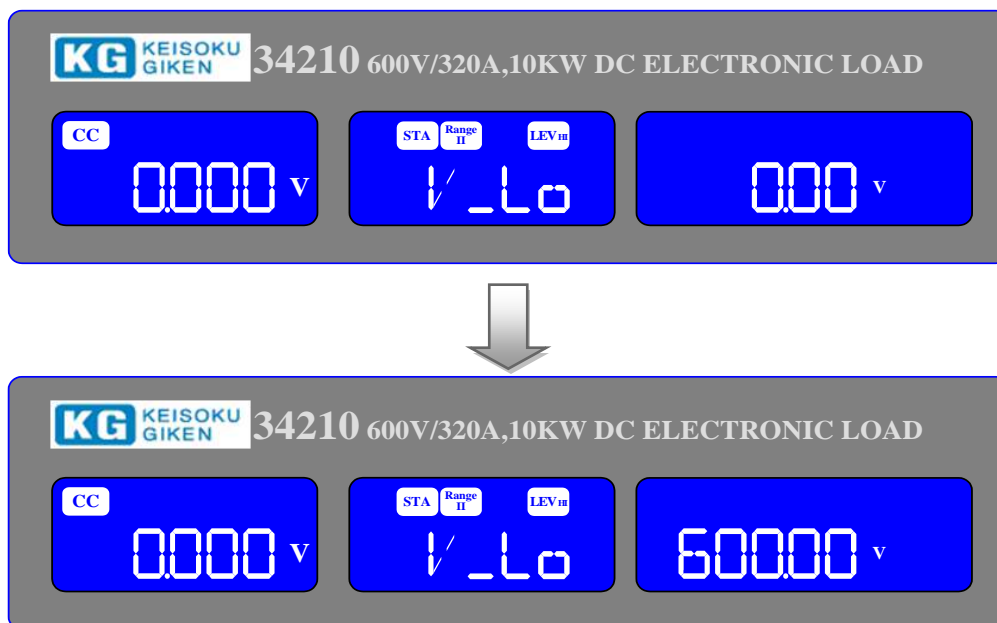 KG KEISOKU GIKEN 34210 600V/320A,10KW DC ELECTRONIC LOAD
CC STA Range II LEV HI
0.000 V V_Lo 0.00 V
KG KEISOKU GIKEN 34210 600V/320A,10KW DC ELECTRONIC LOAD
CC STA Range II LEV HI
0.000 V V_Lo 600.00 V